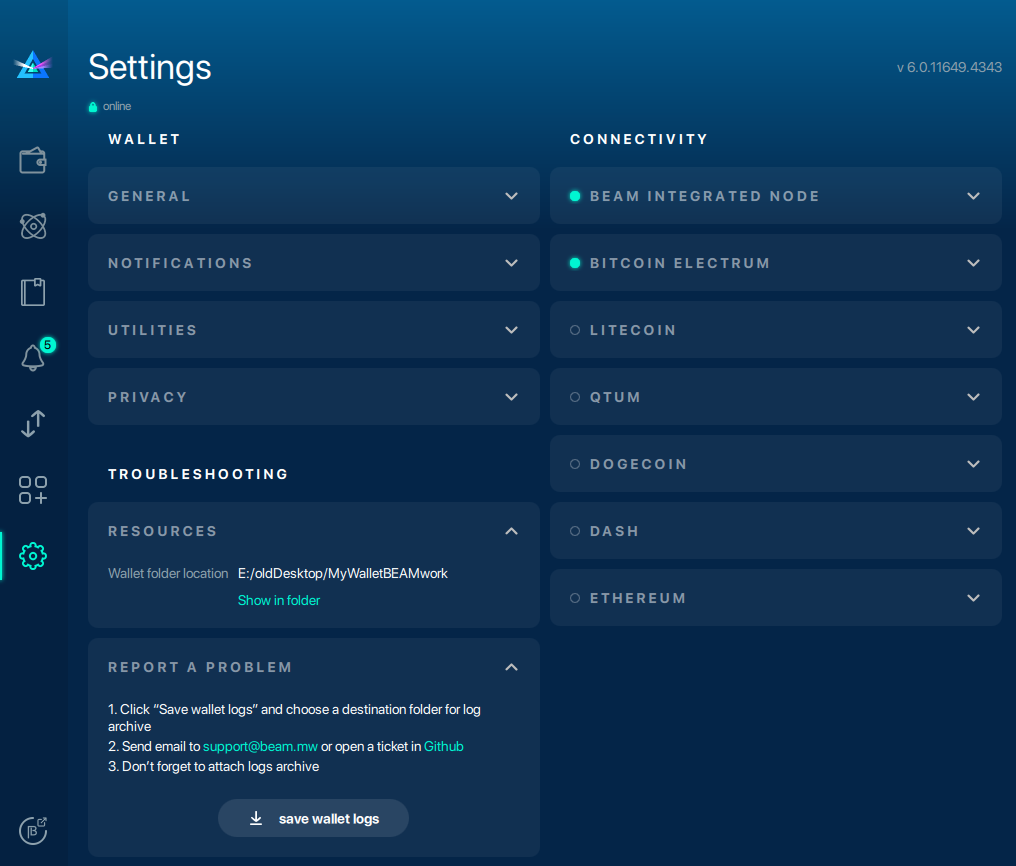 Settings
v 6.0.11649.4343
online
WALLET
GENERAL
NOTIFICATIONS
UTILITIES
PRIVACY
TROUBLESHOOTING
RESOURCES
Wallet folder location E:/oldDesktop/MyWalletBEAMwork
Show in folder
REPORT A PROBLEM
1. Click “Save wallet logs” and choose a destination folder for log
archive
2. Send email to support@beam.mw or open a ticket in Github
3. Don’t forget to attach logs archive
save wallet logs
CONNECTIVITY
BEAM INTEGRATED NODE
BITCOIN ELECTRUM
LITECOIN
QTUM
DOGECOIN
DASH
ETHEREUM
5
B